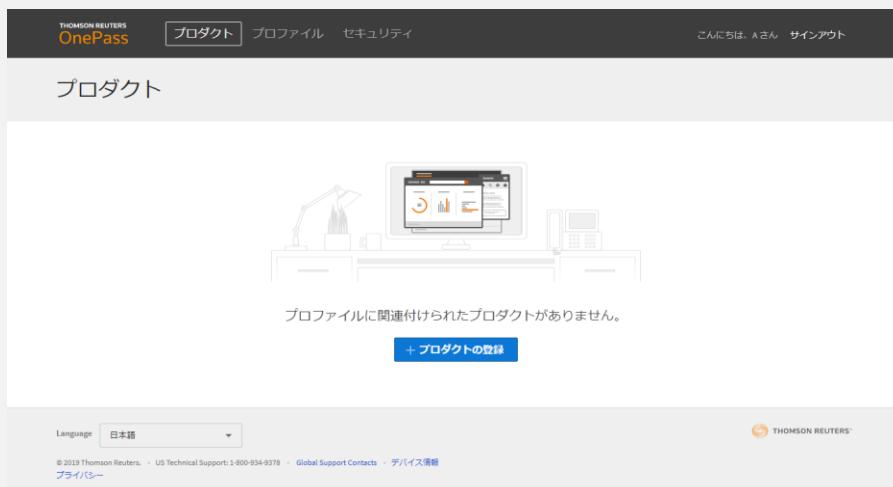 THOMSON REUTERS
OnePass
プロダクト プロファイル セキュリティ
こんにちは、A さん サインアウト
プロダクト
プロファイルに関連付けられたプロダクトがありません。
+ プロダクトの登録
Language 日本語
THOMSON REUTERS
© 2019 Thomson Reuters. - US Technical Support: 1-800-934-9378 - Global Support Contacts - デバイス情報
プライバシー